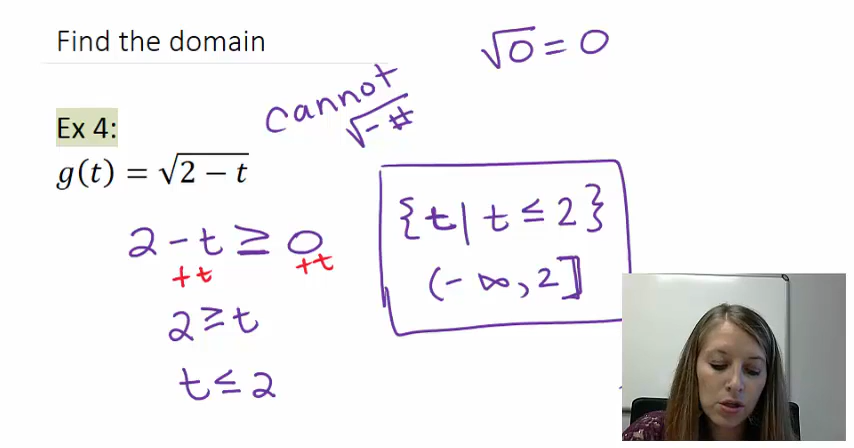 Find the domain
√0 = 0
cannot
√-#
Ex 4:
g(t) = √2 − t
2 - t ≥ 0
+t +t
2 ≥ t
t ≤ 2
{t | t ≤ 2}
(-∞, 2]